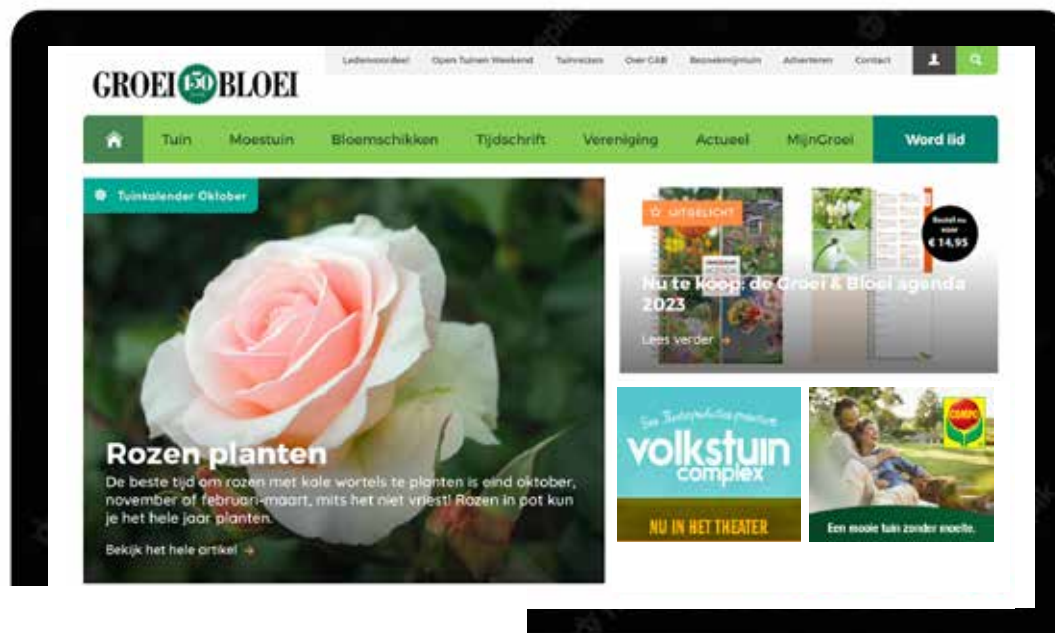 Ledenvoordeel Open Tuinen Weekend Tuinreizen Over G&B Bezoekmijntuin Adverteren Contact
GROEI 150 BLOEI
Tuin Moestuin Bloemschikken Tijdschrift Vereniging Actueel MijnGroei Word lid
Tuinkalender Oktober
Rozen planten
De beste tijd om rozen met kale wortels te planten is eind oktober,
november of februari-maart, mits het niet vriest! Rozen in pot kun
je het hele jaar planten.
Bekijk het hele artikel
UITGELICHT
Bestel nu
voor
€ 14,95
Nu te koop: de Groei & Bloei agenda
2023
Lees verder
volkstuin
complex
NU IN HET THEATER
COMPO
Een mooie tuin zonder moeite.